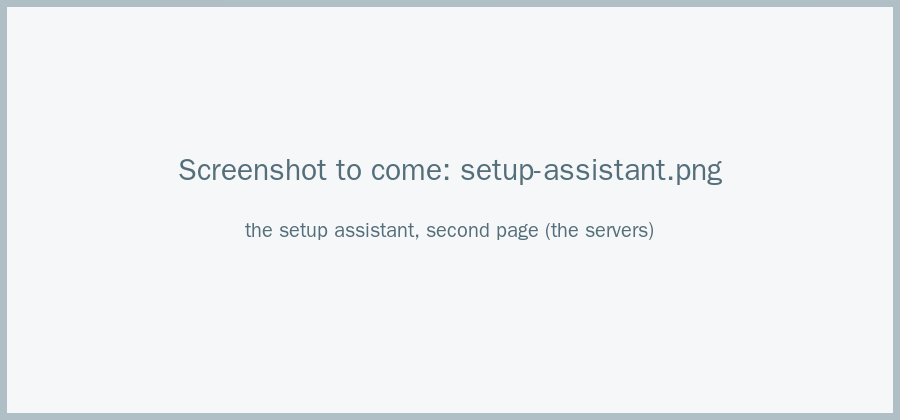 Screenshot to come: setup-assistant.png
the setup assistant, second page (the servers)